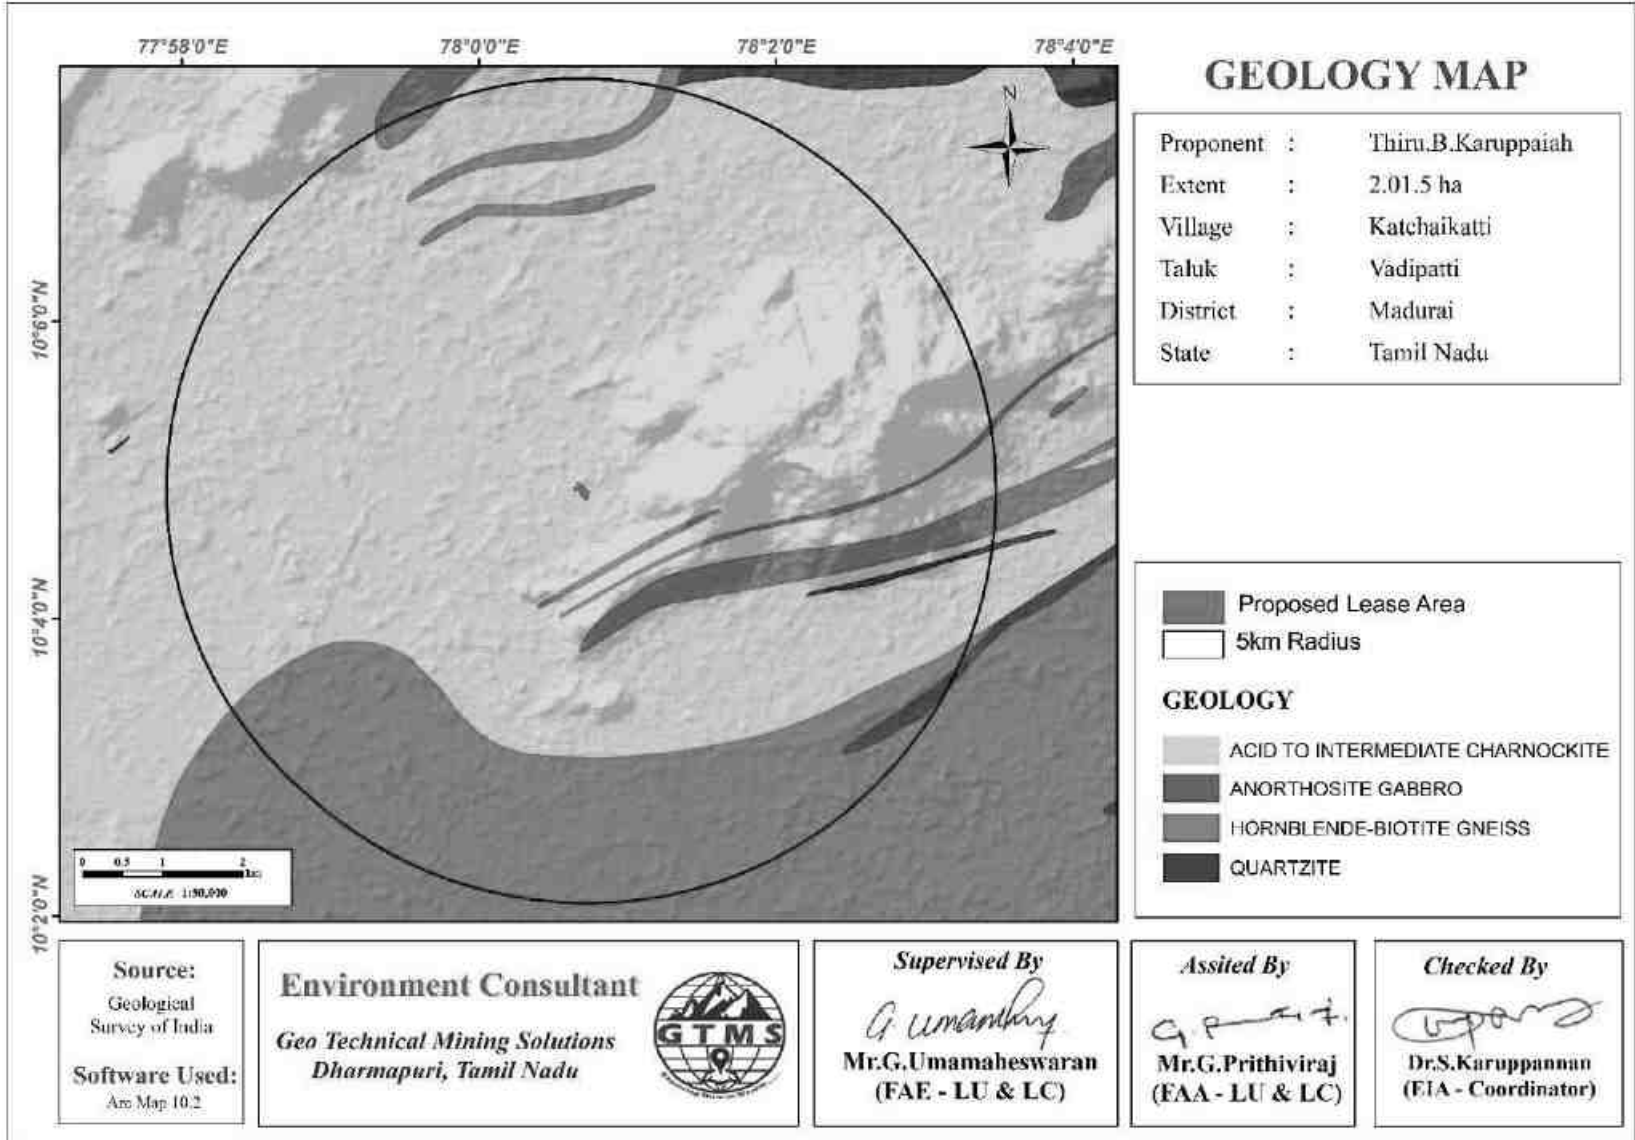 77°58'0"E 78°0'0"E 78°2'0"E 78°4'0"E
10°6'0"N
10°4'0"N
10°2'0"N
N
0 0.5 1 2
km
SCALE 1:50,000
GEOLOGY MAP
Proponent : Thiru.B.Karuppaiah
Extent : 2.01.5 ha
Village : Katchaikatti
Taluk : Vadipatti
District : Madurai
State : Tamil Nadu
Proposed Lease Area
5km Radius
GEOLOGY
ACID TO INTERMEDIATE CHARNOCKITE
ANORTHOSITE GABBRO
HORNBLENDE-BIOTITE GNEISS
QUARTZITE
Source:
Geological
Survey of India
Software Used:
Arc Map 10.2
Environment Consultant
Geo Technical Mining Solutions
Dharmapuri, Tamil Nadu
GTMS
Supervised By
Mr.G.Umamaheswaran
(FAE - LU & LC)
Assited By
Mr.G.Prithiviraj
(FAA - LU & LC)
Checked By
Dr.S.Karuppannan
(EIA - Coordinator)